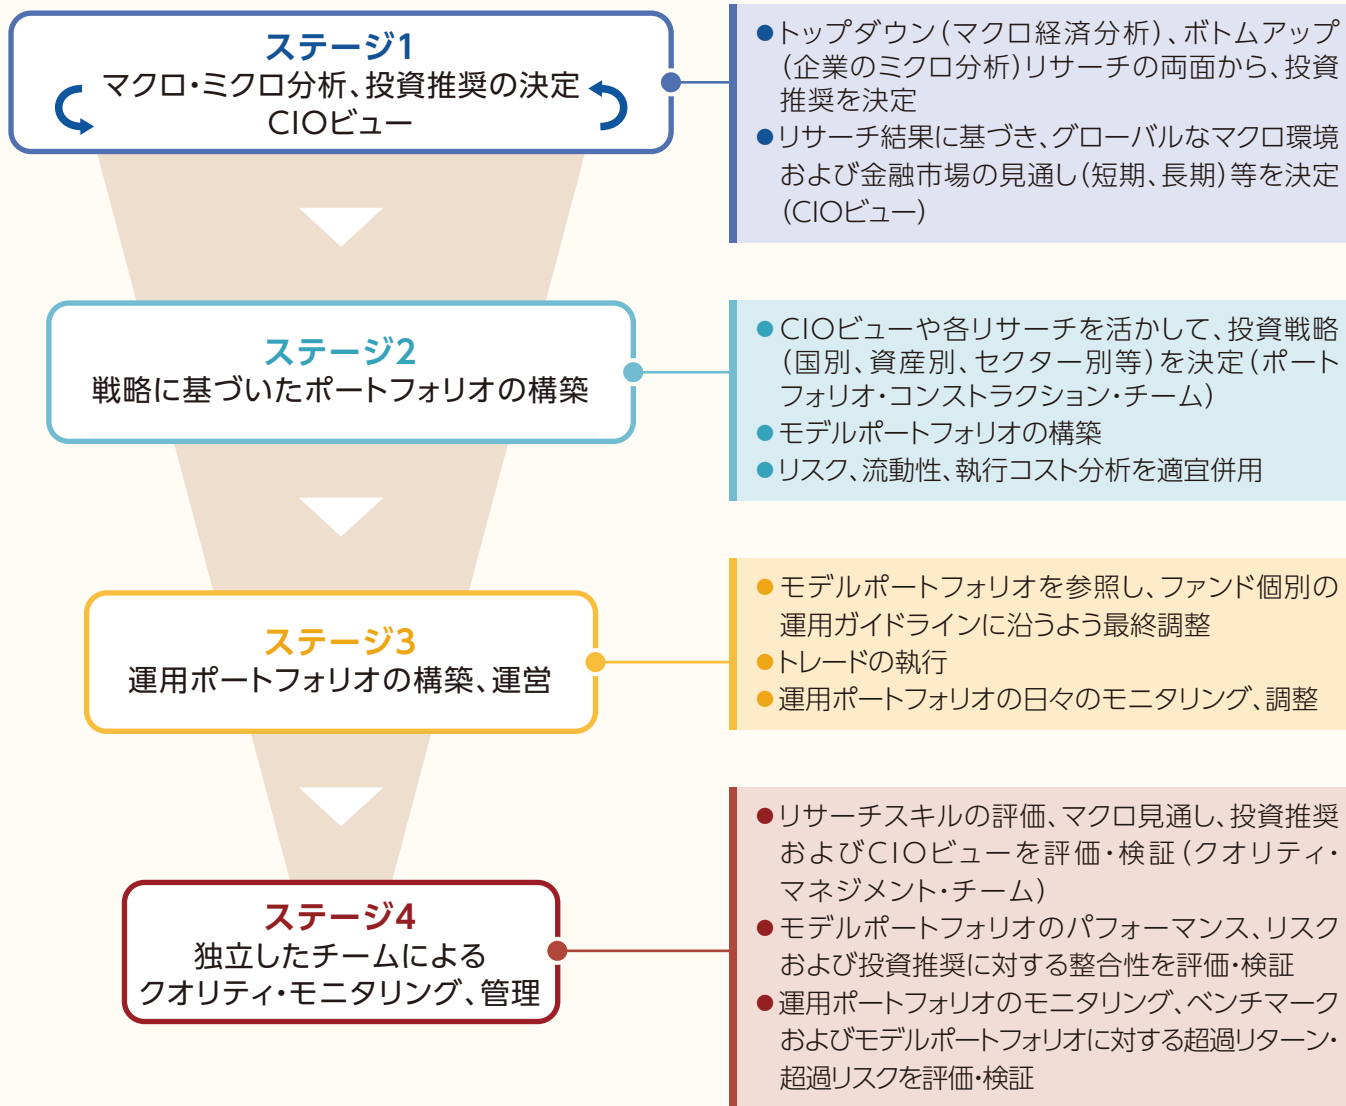 ステージ1
マクロ・ミクロ分析、投資推奨の決定
CIOビュー
●トップダウン（マクロ経済分析）、ボトムアップ
（企業のミクロ分析）リサーチの両面から、投資
推奨を決定
●リサーチ結果に基づき、グローバルなマクロ環境
および金融市場の見通し（短期、長期）等を決定
（CIOビュー）
ステージ2
戦略に基づいたポートフォリオの構築
●CIOビューや各リサーチを活かして、投資戦略
（国別、資産別、セクター別等）を決定（ポート
フォリオ・コンストラクション・チーム）
●モデルポートフォリオの構築
●リスク、流動性、執行コスト分析を適宜併用
ステージ3
運用ポートフォリオの構築、運営
●モデルポートフォリオを参照し、ファンド個別の
運用ガイドラインに沿うよう最終調整
●トレードの執行
●運用ポートフォリオの日々のモニタリング、調整
ステージ4
独立したチームによる
クオリティ・モニタリング、管理
●リサーチスキルの評価、マクロ見通し、投資推奨
およびCIOビューを評価・検証（クオリティ・
マネジメント・チーム）
●モデルポートフォリオのパフォーマンス、リスク
および投資推奨に対する整合性を評価・検証
●運用ポートフォリオのモニタリング、ベンチマーク
およびモデルポートフォリオに対する超過リターン・
超過リスクを評価・検証